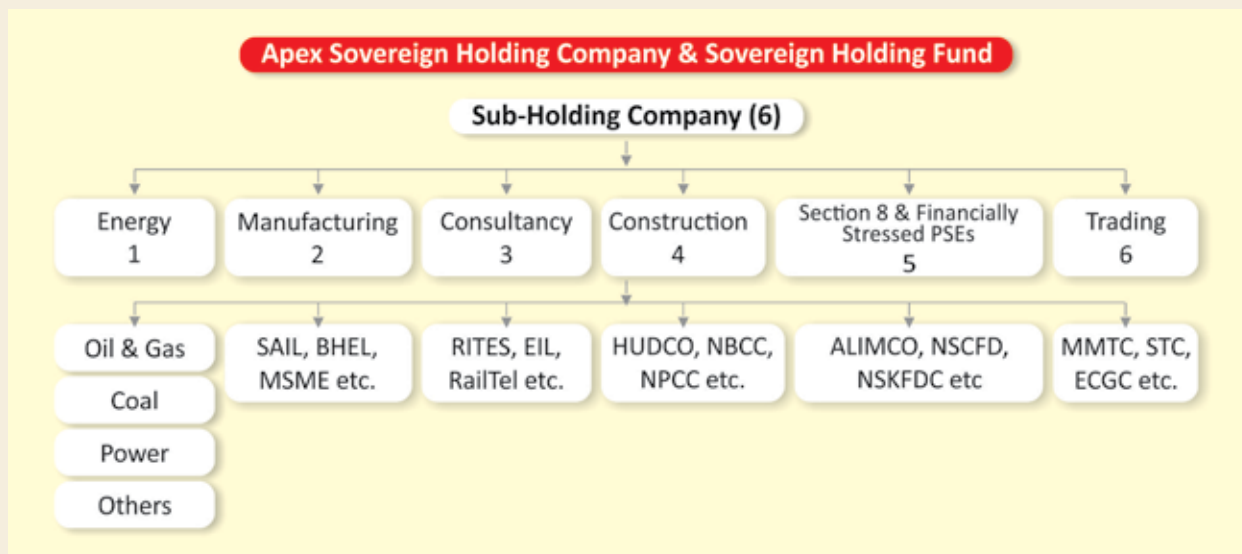 Apex Sovereign Holding Company & Sovereign Holding Fund
Sub-Holding Company (6)
Energy
1
Manufacturing
2
Consultancy
3
Construction
4
Section 8 & Financially
Stressed PSEs
5
Trading
6
Oil & Gas
Coal
Power
Others
SAIL, BHEL,
MSME etc.
RITES, EIL,
RailTel etc.
HUDCO, NBCC,
NPCC etc.
ALIMCO, NSCFD,
NSKFDC etc
MMTC, STC,
ECGC etc.